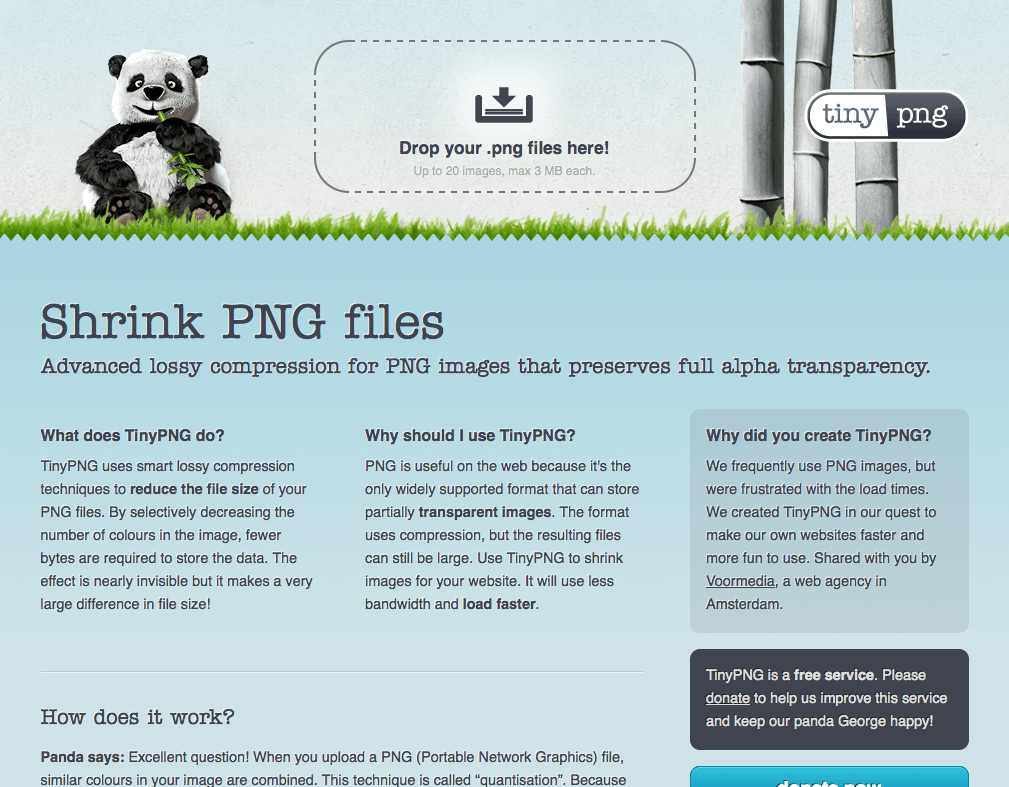 Drop your .png files here!
Up to 20 images, max 3 MB each.
tiny png
Shrink PNG files
Advanced lossy compression for PNG images that preserves full alpha transparency.
What does TinyPNG do?
TinyPNG uses smart lossy compression
techniques to reduce the file size of your
PNG files. By selectively decreasing the
number of colours in the image, fewer
bytes are required to store the data. The
effect is nearly invisible but it makes a very
large difference in file size!
Why should I use TinyPNG?
PNG is useful on the web because it's the
only widely supported format that can store
partially transparent images. The format
uses compression, but the resulting files
can still be large. Use TinyPNG to shrink
images for your website. It will use less
bandwidth and load faster.
Why did you create TinyPNG?
We frequently use PNG images, but
were frustrated with the load times.
We created TinyPNG in our quest to
make our own websites faster and
more fun to use. Shared with you by
Voormedia, a web agency in
Amsterdam.
TinyPNG is a free service. Please
donate to help us improve this service
and keep our panda George happy!
donate now
How does it work?
Panda says: Excellent question! When you upload a PNG (Portable Network Graphics) file,
similar colours in your image are combined. This technique is called “quantisation”. Because